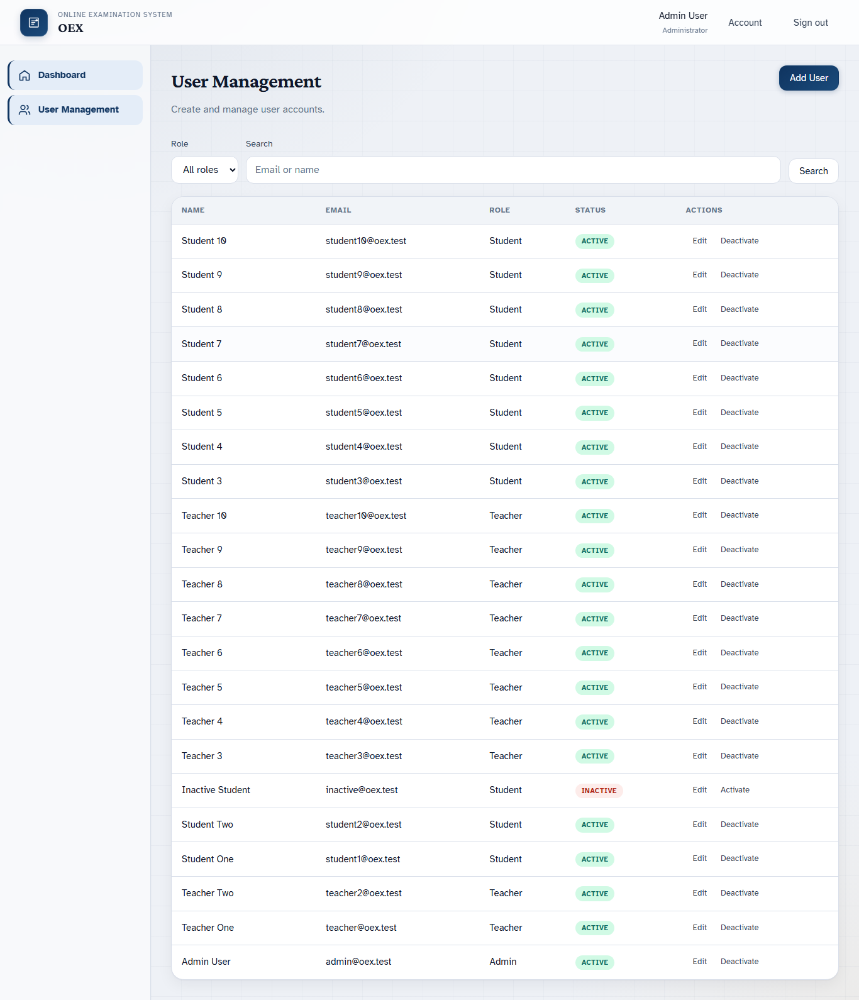 ONLINE EXAMINATION SYSTEM
OEX
Admin User
Administrator
Account
Sign out
Dashboard
User Management
User Management
Add User
Create and manage user accounts.
Role
Search
All roles
Email or name
Search
NAME EMAIL ROLE STATUS ACTIONS
Student 10 student10@oex.test Student ACTIVE Edit Deactivate
Student 9 student9@oex.test Student ACTIVE Edit Deactivate
Student 8 student8@oex.test Student ACTIVE Edit Deactivate
Student 7 student7@oex.test Student ACTIVE Edit Deactivate
Student 6 student6@oex.test Student ACTIVE Edit Deactivate
Student 5 student5@oex.test Student ACTIVE Edit Deactivate
Student 4 student4@oex.test Student ACTIVE Edit Deactivate
Student 3 student3@oex.test Student ACTIVE Edit Deactivate
Teacher 10 teacher10@oex.test Teacher ACTIVE Edit Deactivate
Teacher 9 teacher9@oex.test Teacher ACTIVE Edit Deactivate
Teacher 8 teacher8@oex.test Teacher ACTIVE Edit Deactivate
Teacher 7 teacher7@oex.test Teacher ACTIVE Edit Deactivate
Teacher 6 teacher6@oex.test Teacher ACTIVE Edit Deactivate
Teacher 5 teacher5@oex.test Teacher ACTIVE Edit Deactivate
Teacher 4 teacher4@oex.test Teacher ACTIVE Edit Deactivate
Teacher 3 teacher3@oex.test Teacher ACTIVE Edit Deactivate
Inactive Student inactive@oex.test Student INACTIVE Edit Activate
Student Two student2@oex.test Student ACTIVE Edit Deactivate
Student One student1@oex.test Student ACTIVE Edit Deactivate
Teacher Two teacher2@oex.test Teacher ACTIVE Edit Deactivate
Teacher One teacher@oex.test Teacher ACTIVE Edit Deactivate
Admin User admin@oex.test Admin ACTIVE Edit Deactivate